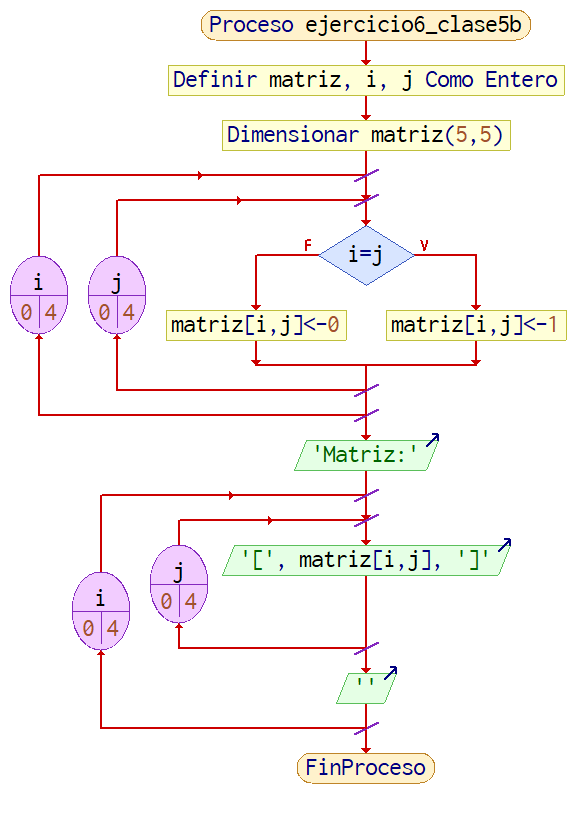 Proceso ejercicio6_clase5b
Definir matriz, i, j Como Entero
Dimensionar matriz(5,5)
F
V
i=j
i
0 4
j
0 4
matriz[i,j]<-0
matriz[i,j]<-1
'Matriz:'
'[', matriz[i,j], ']'
j
0 4
i
0 4
''
FinProceso